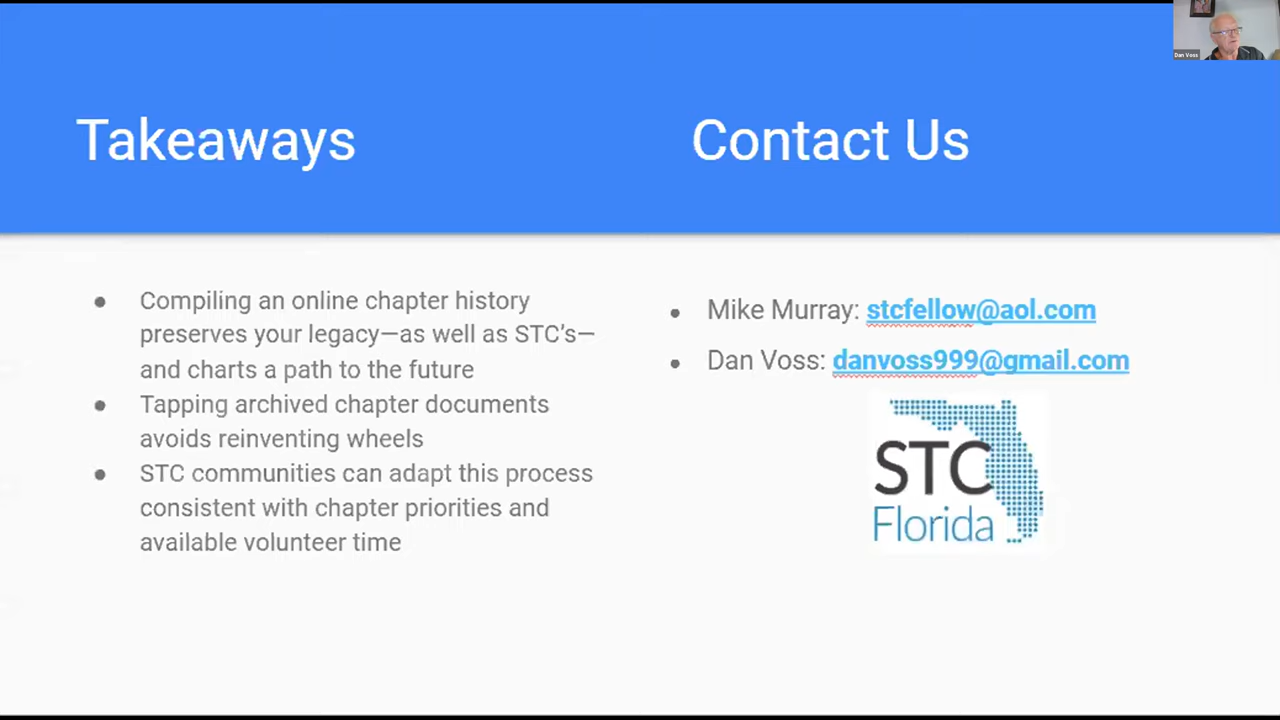 Dan Voss
Takeaways
Compiling an online chapter history
preserves your legacy—as well as STC's—
and charts a path to the future
Tapping archived chapter documents
avoids reinventing wheels
STC communities can adapt this process
consistent with chapter priorities and
available volunteer time
Contact Us
Mike Murray: stcfellow@aol.com
Dan Voss: danvoss999@gmail.com
STC
Florida